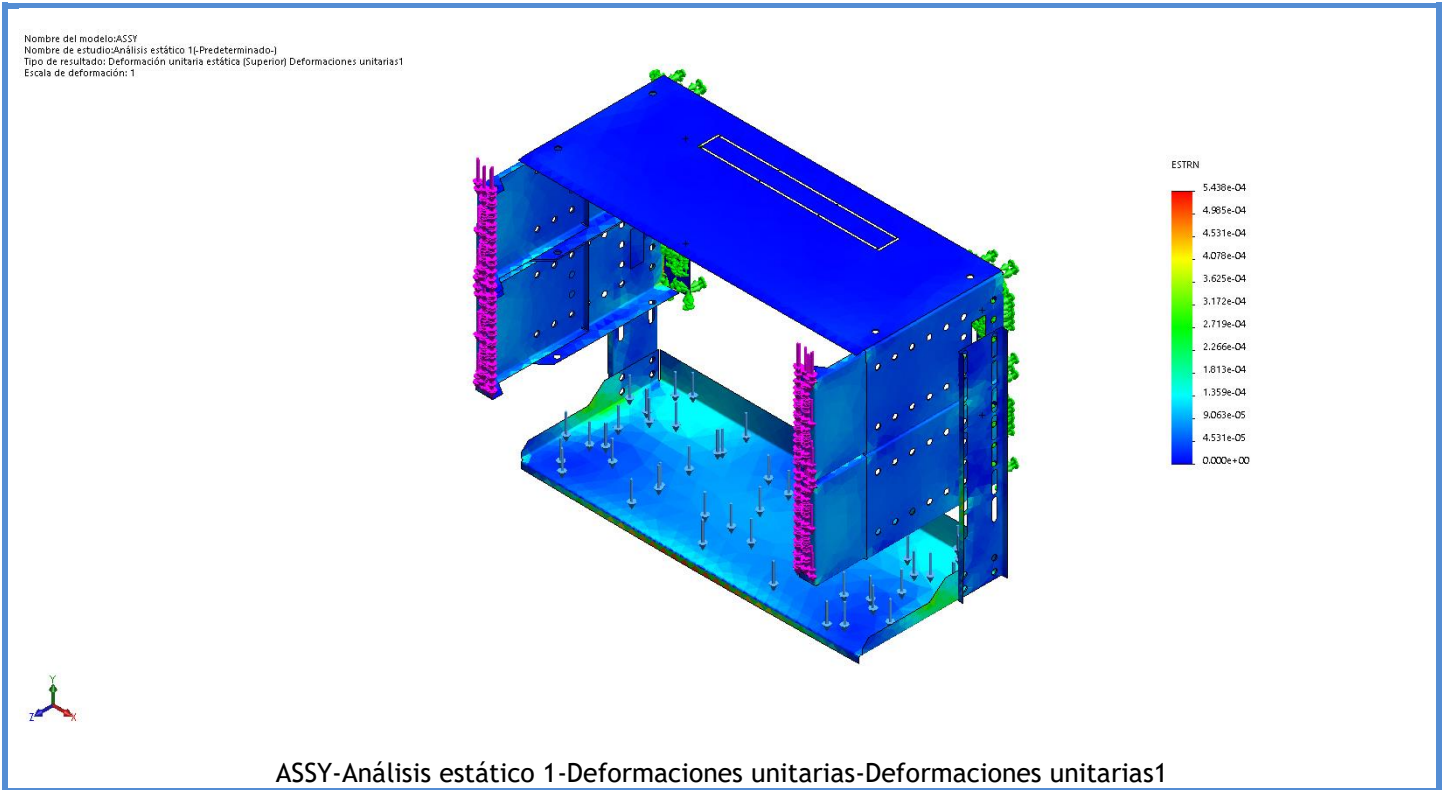 Nombre del modelo:ASSY
Nombre de estudio:Análisis estático 1(-Predeterminado-)
Tipo de resultado: Deformación unitaria estática (Superior) Deformaciones unitarias1
Escala de deformación: 1
ESTRN
5.438e-04
4.985e-04
4.531e-04
4.078e-04
3.625e-04
3.172e-04
2.719e-04
2.266e-04
1.813e-04
1.359e-04
9.063e-05
4.531e-05
0.000e+00
Y
Z
X
ASSY-Análisis estático 1-Deformaciones unitarias-Deformaciones unitarias1